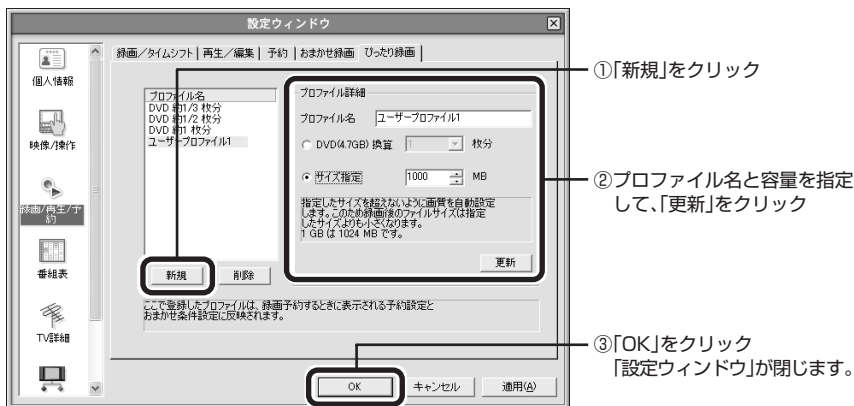 設定ウィンドウ
個人情報
映像/操作
録画/再生/予
約
番組表
TV詳細
録画/タイムシフト
再生/編集
予約
おまかせ録画
ぴったり録画
プロファイル名
DVD 約1/3 枚分
DVD 約1/2 枚分
DVD 約1 枚分
ユーザープロファイル1
新規
削除
プロファイル詳細
プロファイル名 ユーザープロファイル1
DVD(4.7GB) 換算 1 枚分
サイズ指定 1000 MB
指定したサイズを超えないように画質を自動設定
します。このため録画後のファイルサイズは指定
したサイズよりも小さくなります。
1 GB は 1024 MB です。
更新
ここで登録したプロファイルは、録画予約するときに表示される予約設定と
おまかせ条件設定に反映されます。
OK
キャンセル
適用(A)
①「新規」をクリック
②プロファイル名と容量を指定
して、「更新」をクリック
③「OK」をクリック
「設定ウィンドウ」が閉じます。